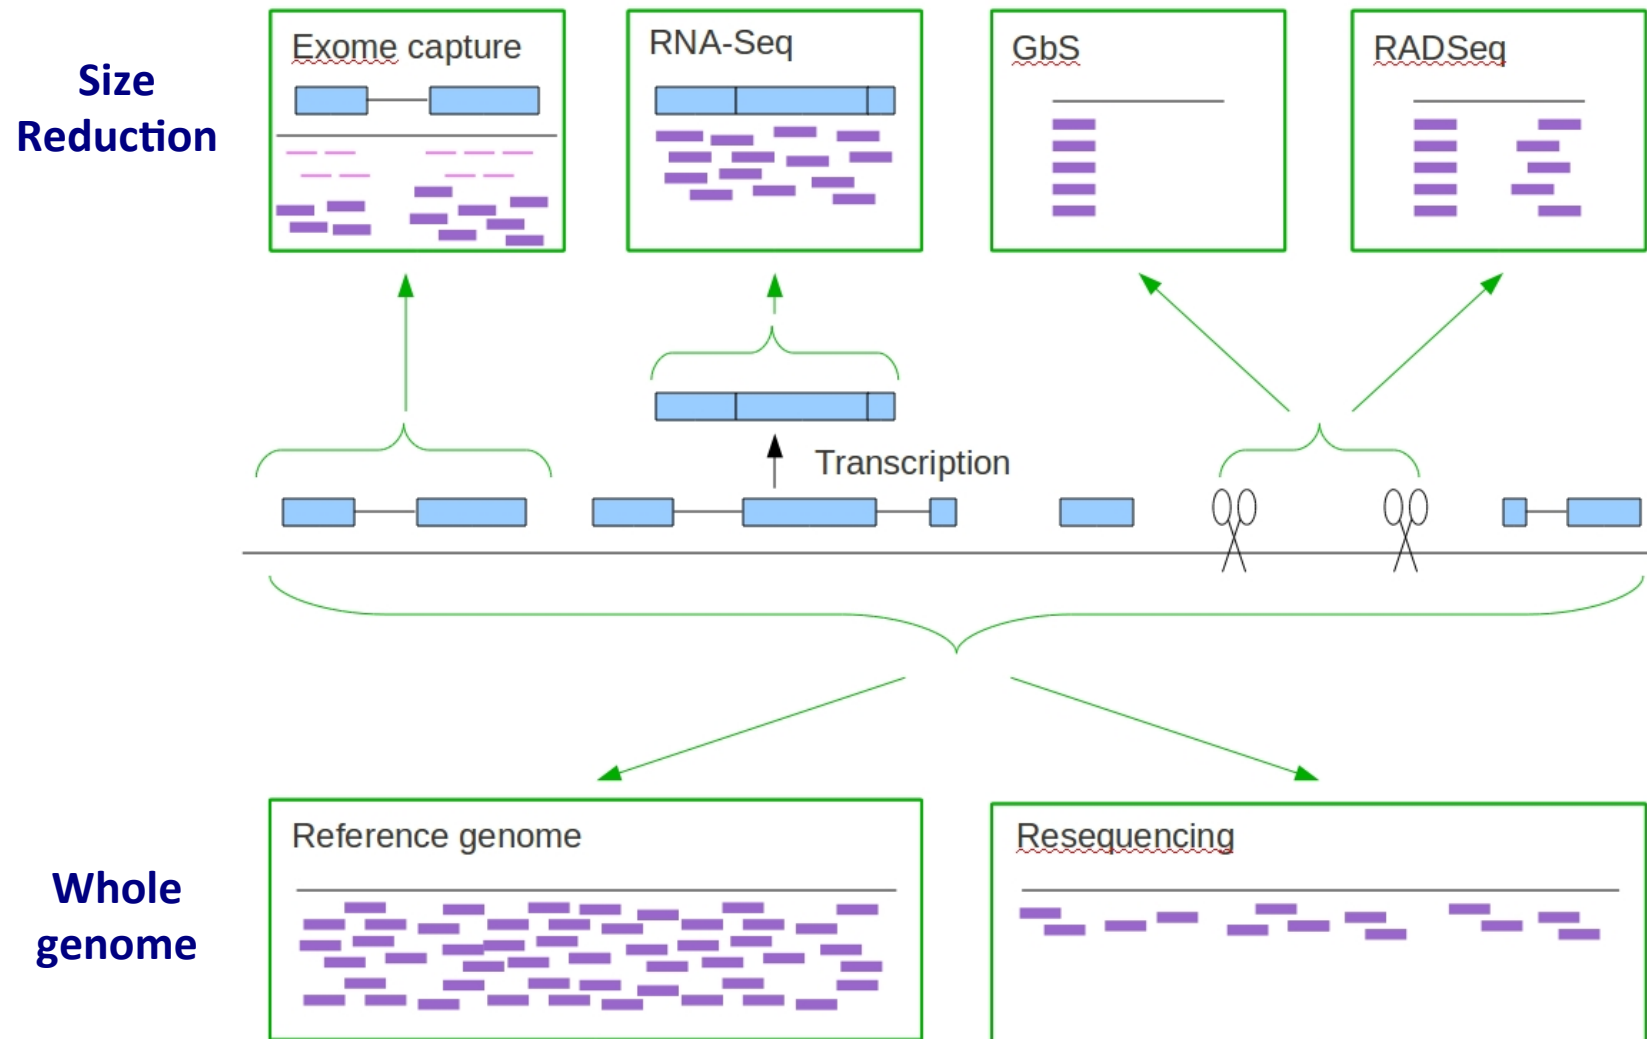 Size
Reduction
Exome capture
RNA-Seq
GbS
RADSeq
Transcription
Whole
genome
Reference genome
Resequencing